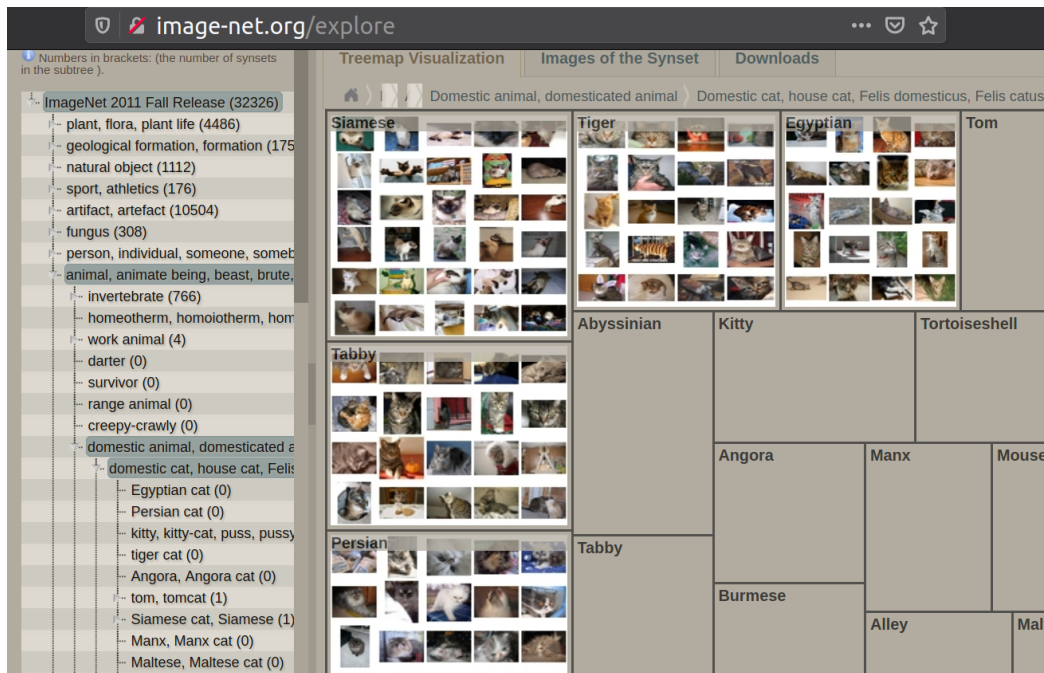 image-net.org/explore
Numbers in brackets: (the number of synsets
in the subtree ).
ImageNet 2011 Fall Release (32326)
plant, flora, plant life (4486)
geological formation, formation (175
natural object (1112)
sport, athletics (176)
artifact, artefact (10504)
fungus (308)
person, individual, someone, someb
animal, animate being, beast, brute,
invertebrate (766)
homeotherm, homoiotherm, hom
work animal (4)
darter (0)
survivor (0)
range animal (0)
creepy-crawly (0)
domestic animal, domesticated a
domestic cat, house cat, Felis
Egyptian cat (0)
Persian cat (0)
kitty, kitty-cat, puss, pussy
tiger cat (0)
Angora, Angora cat (0)
tom, tomcat (1)
Siamese cat, Siamese (1)
Manx, Manx cat (0)
Maltese, Maltese cat (0)
Treemap Visualization
Images of the Synset
Downloads
Domestic animal, domesticated animal
Domestic cat, house cat, Felis domesticus, Felis catus
Siamese
Tiger
Egyptian
Tom
Abyssinian
Kitty
Tortoiseshell
Tabby
Angora
Manx
Mouse
Persian
Tabby
Burmese
Alley
Mal